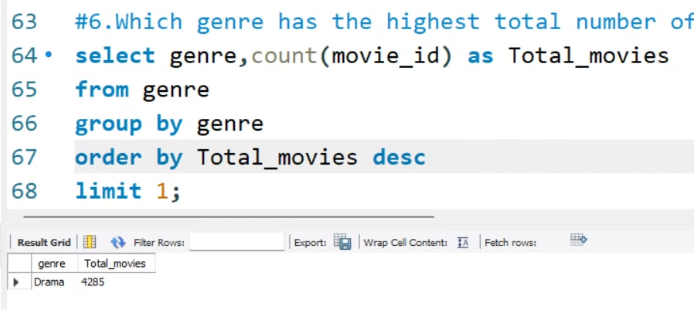 63 #6.Which genre has the highest total number of
64 select genre,count(movie_id) as Total_movies
65 from genre
66 group by genre
67 order by Total_movies desc
68 limit 1;
Result Grid Filter Rows: Export: Wrap Cell Content: Fetch rows:
genre Total_movies
Drama 4285